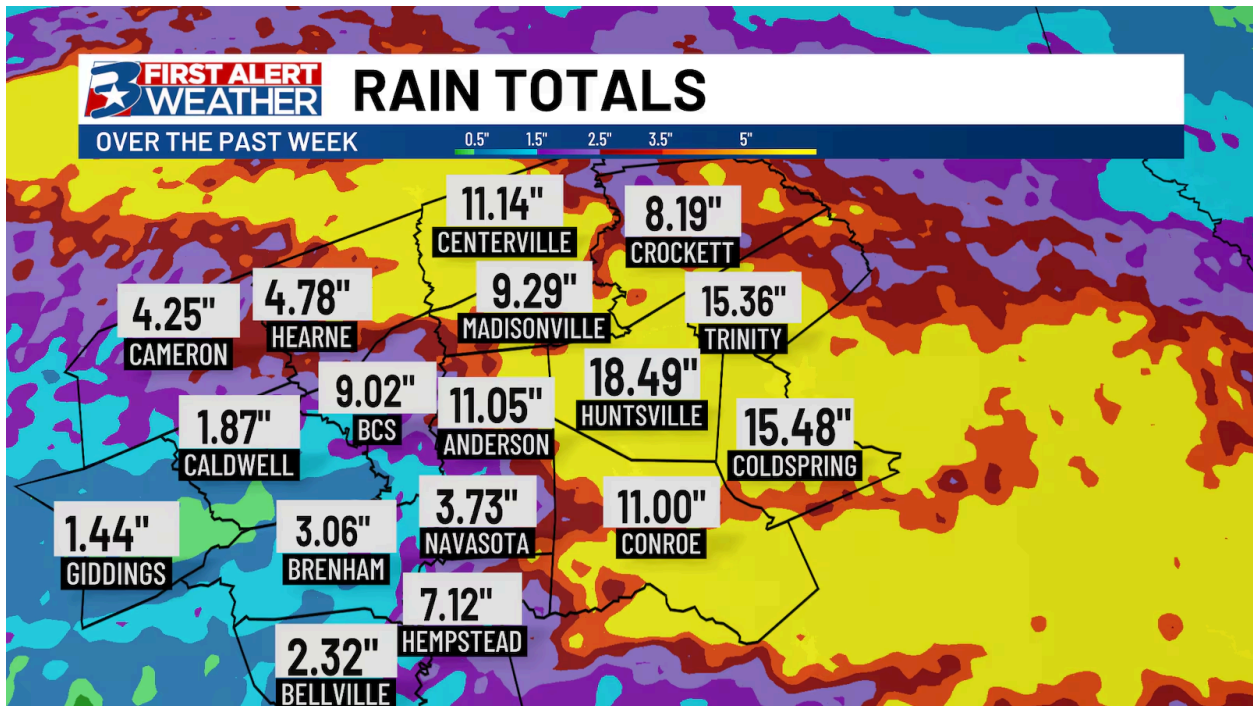 3 FIRST ALERT
WEATHER
RAIN TOTALS
OVER THE PAST WEEK
0.5" 1.5" 2.5" 3.5" 5"
11.14"
CENTERVILLE
8.19"
CROCKETT
4.25"
CAMERON
4.78"
HEARNE
9.29"
MADISONVILLE
15.36"
TRINITY
1.87"
CALDWELL
9.02"
BCS
11.05"
ANDERSON
18.49"
HUNTSVILLE
15.48"
COLDSPRING
1.44"
GIDDINGS
3.06"
BRENHAM
3.73"
NAVASOTA
11.00"
CONROE
7.12"
HEMPSTEAD
2.32"
BELLVILLE